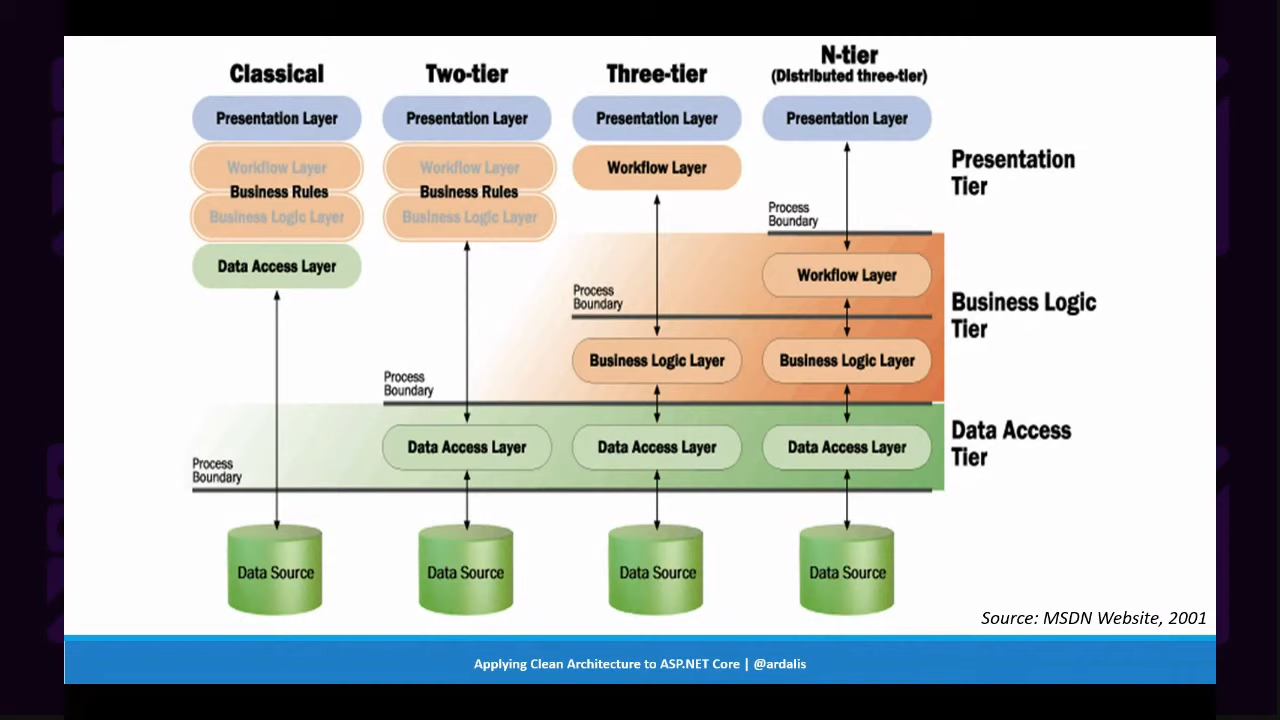 Classical
Two-tier
Three-tier
N-tier
(Distributed three-tier)
Presentation Layer
Presentation Layer
Presentation Layer
Presentation Layer
Workflow Layer
Business Rules
Business Logic Layer
Workflow Layer
Business Rules
Business Logic Layer
Workflow Layer
Presentation
Tier
Process
Boundary
Data Access Layer
Workflow Layer
Process
Boundary
Business Logic
Tier
Business Logic Layer
Business Logic Layer
Process
Boundary
Data Access Layer
Data Access Layer
Data Access Layer
Data Access
Tier
Process
Boundary
Data Source
Data Source
Data Source
Data Source
Source: MSDN Website, 2001
Applying Clean Architecture to ASP.NET Core | @ardalis